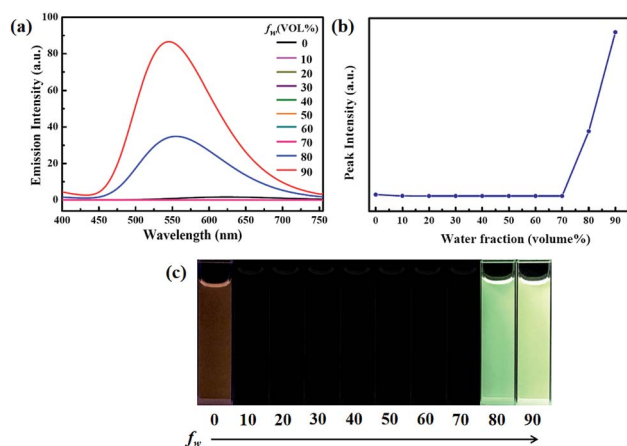 (a)
100
80
60
40
20
0
Emission Intensity (a.u.)
400 450 500 550 600 650 700 750
Wavelength (nm)
fw(VOL%)
0
10
20
30
40
50
60
70
80
90
(b)
Peak Intensity (a.u.)
0 10 20 30 40 50 60 70 80 90
Water fraction (volume%)
(c)
0 10 20 30 40 50 60 70 80 90
fw